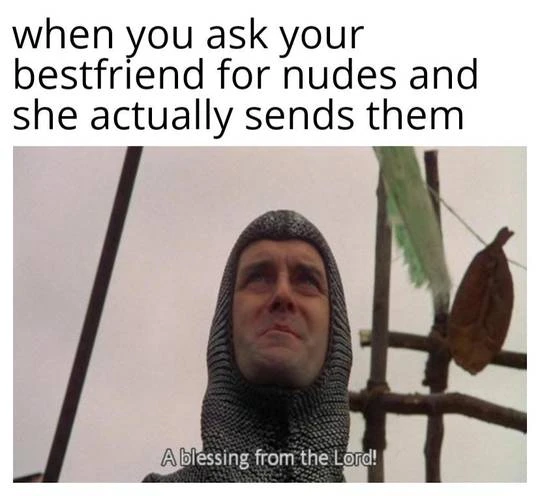 when you ask your
bestfriend for nudes and
she actually sends them
A blessing from the Lord!